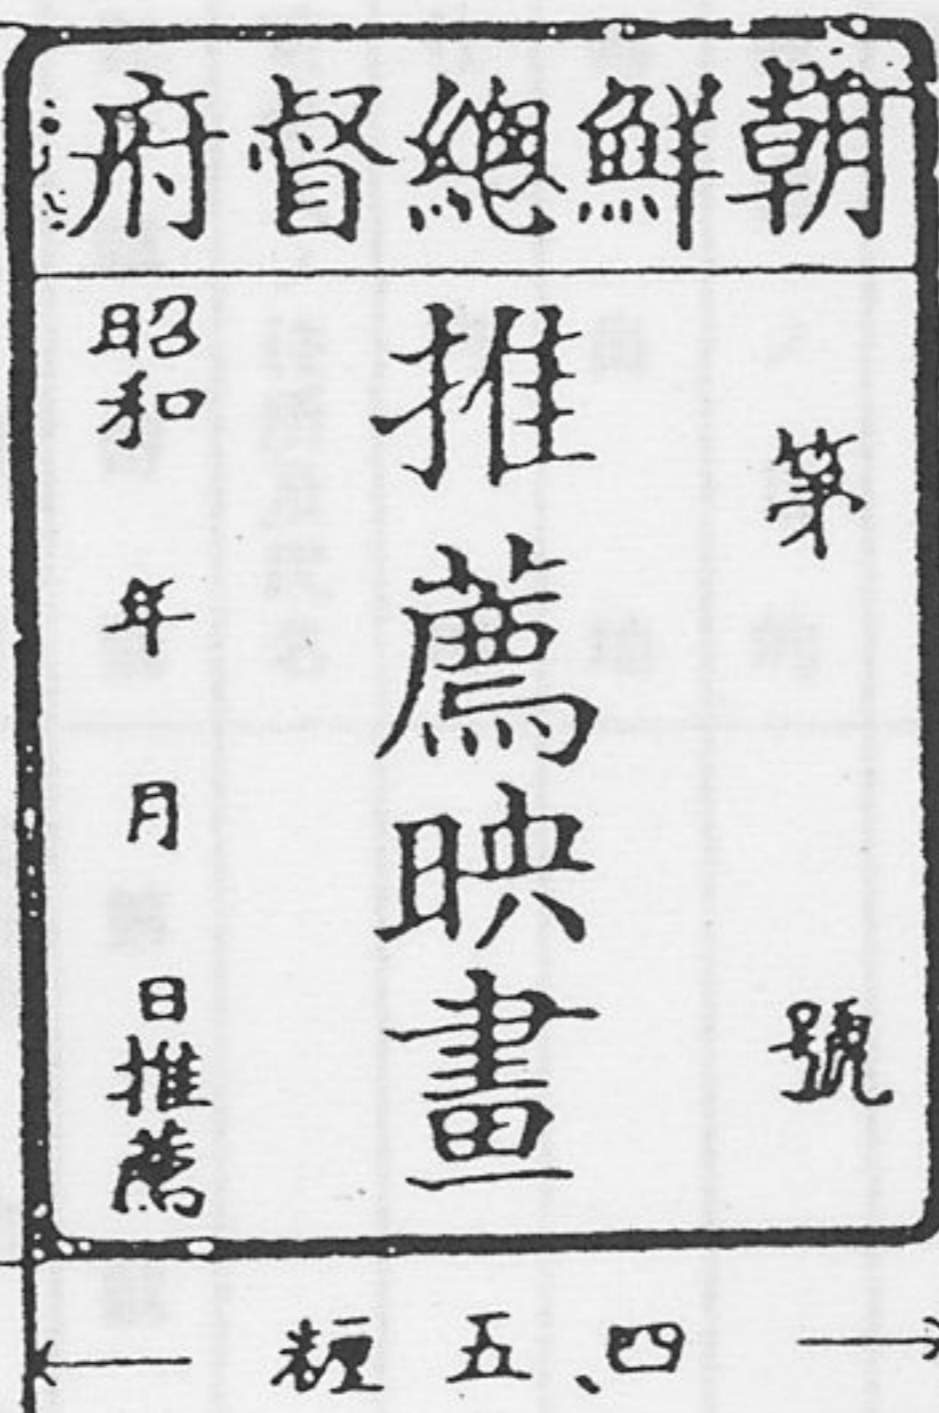 朝鮮總督府
第 號
推薦映畫
昭和 年 月 日推薦
四、五糎